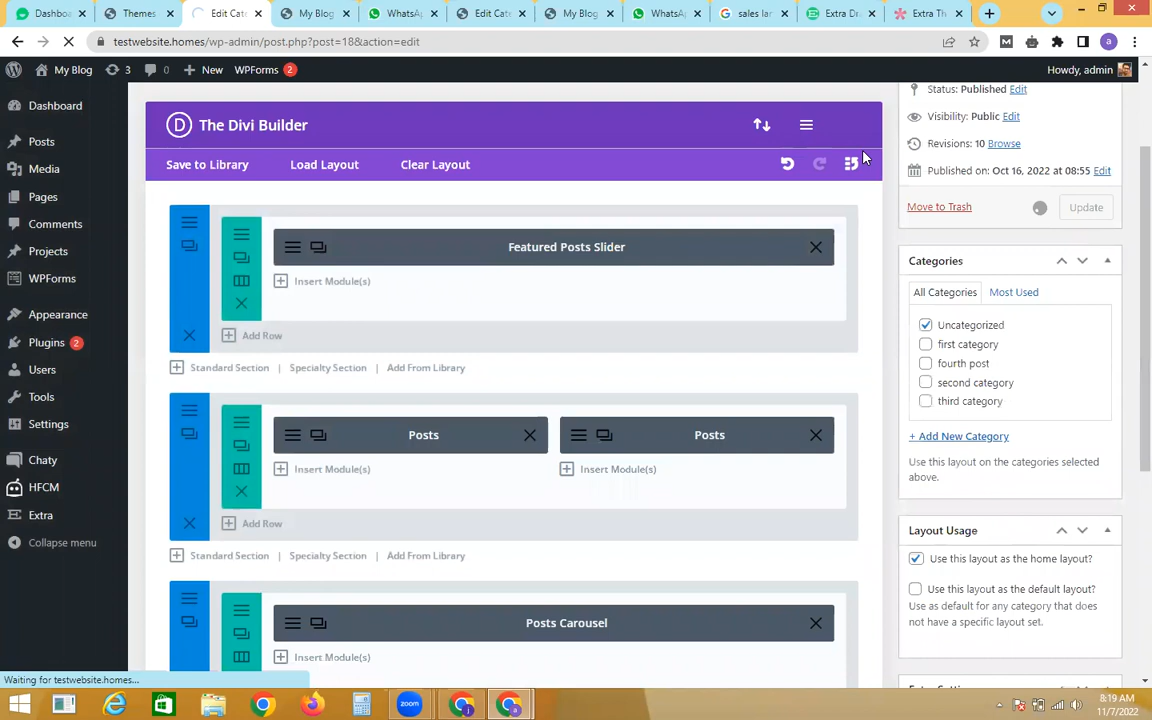 Dashboa
Themes
Edit Cate
My Blog
WhatsAp
Edit Cate
My Blog
WhatsAp
sales lar
Extra Dr
Extra Th
testwebsite.homes/wp-admin/post.php?post=18&action=edit
My Blog
3
1
New
WPForms
2
Howdy, admin
Dashboard
Posts
Media
Pages
Comments
Projects
WPForms
Appearance
Plugins 2
Users
Tools
Settings
Chaty
HFCM
Extra
Collapse menu
The Divi Builder
Save to Library
Load Layout
Clear Layout
Featured Posts Slider
Insert Module(s)
Add Row
Standard Section | Specialty Section | Add From Library
Posts
Posts
Insert Module(s)
Insert Module(s)
Add Row
Standard Section | Specialty Section | Add From Library
Posts Carousel
Insert Module(s)
Status: Published Edit
Visibility: Public Edit
Revisions: 10 Browse
Published on: Oct 16, 2022 at 08:55 Edit
Move to Trash
Update
Categories
All Categories
Most Used
Uncategorized
first category
fourth post
second category
third category
+ Add New Category
Use this layout on the categories selected
above.
Layout Usage
Use this layout as the home layout?
Use this layout as the default layout?
Use as default for any category that does
not have a specific layout set.
Waiting for testwebsite.homes...
zoom
8:19 AM
11/7/2022